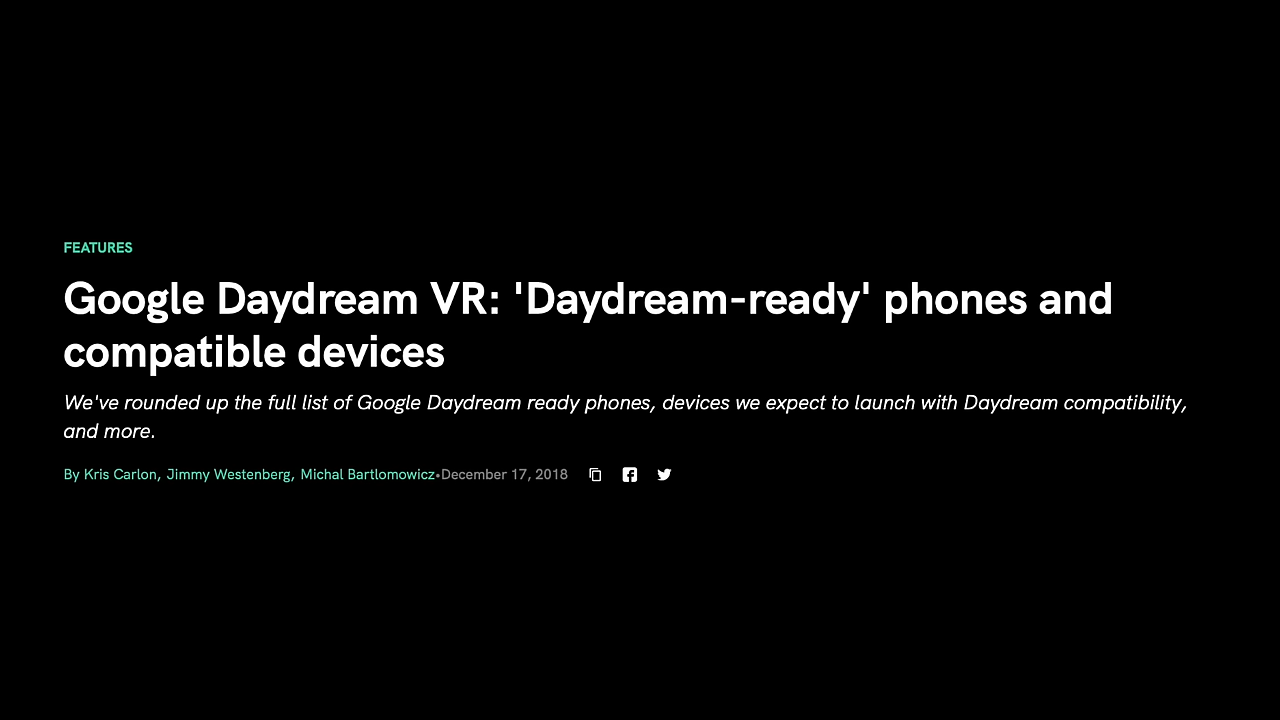 FEATURES
Google Daydream VR: 'Daydream-ready' phones and
compatible devices
We've rounded up the full list of Google Daydream ready phones, devices we expect to launch with Daydream compatibility,
and more.
By Kris Carlon, Jimmy Westenberg, Michal Bartlomowicz•December 17, 2018